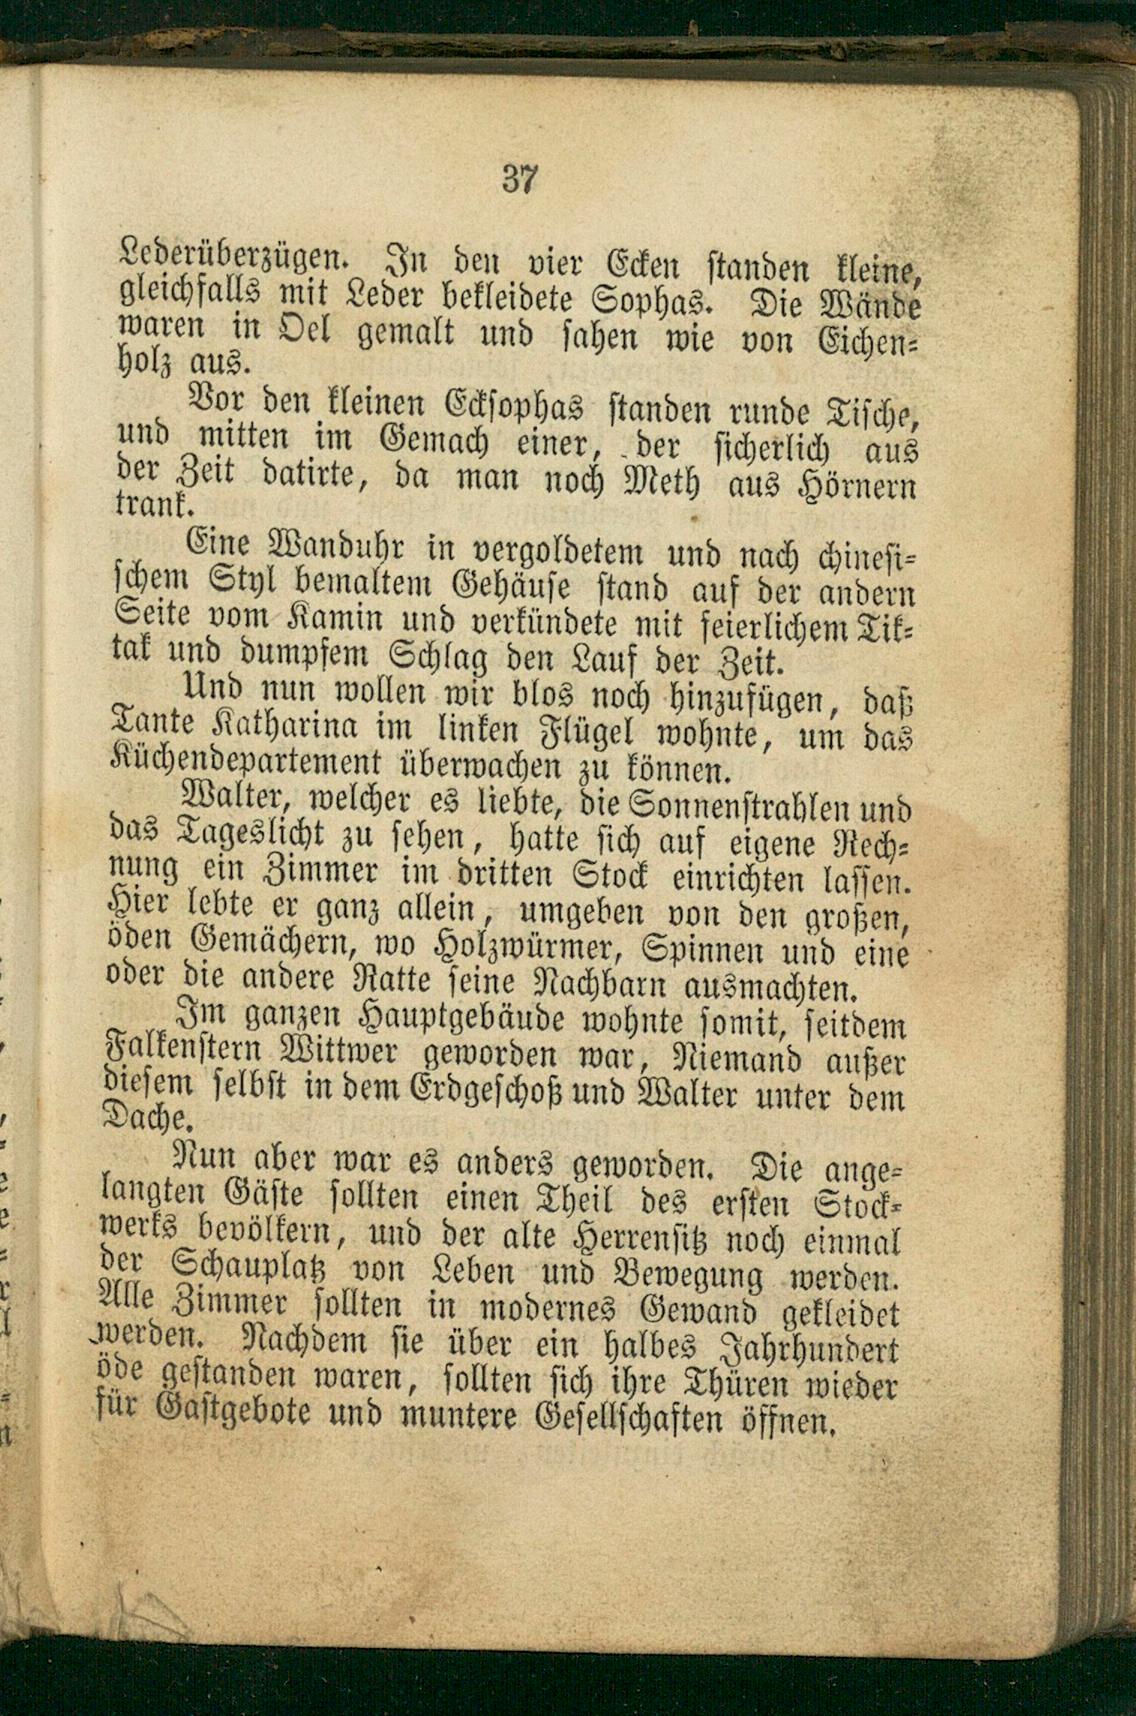 37
Lederüberzügen. In den vier Ecken standen kleine,
gleichfalls mit Leder bekleidete Sophas. Die Wände
waren in Oel gemalt und sahen wie von Eichen-
holz aus.
Vor den kleinen Ecksophas standen runde Tische,
und mitten im Gemach einer, der sicherlich aus
der Zeit datirte, da man noch Meth aus Hörnern
trank.
Eine Wanduhr in vergoldetem und nach chinesi-
schem Styl bemaltem Gehäuse stand auf der andern
Seite vom Kamin und verkündete mit feierlichem Tik-
tak und dumpfem Schlag den Lauf der Zeit.
Und nun wollen wir blos noch hinzufügen, daß
Tante Katharina im linken Flügel wohnte, um das
Küchendepartement überwachen zu können.
Walter, welcher es liebte, die Sonnenstrahlen und
das Tageslicht zu sehen, hatte sich auf eigene Rech-
nung ein Zimmer im dritten Stock einrichten lassen.
Hier lebte er ganz allein, umgeben von den großen,
öden Gemächern, wo Holzwürmer, Spinnen und eine
oder die andere Ratte seine Nachbarn ausmachten.
Im ganzen Hauptgebäude wohnte somit, seitdem
Falkenstern Wittwer geworden war, Niemand außer
diesem selbst in dem Erdgeschoß und Walter unter dem
Dache.
Nun aber war es anders geworden. Die ange-
langten Gäste sollten einen Theil des ersten Stock-
werks bevölkern, und der alte Herrensitz noch einmal
der Schauplatz von Leben und Bewegung werden.
Alle Zimmer sollten in modernes Gewand gekleidet
werden. Nachdem sie über ein halbes Jahrhundert
öde gestanden waren, sollten sich ihre Thüren wieder
für Gastgebote und muntere Gesellschaften öffnen.